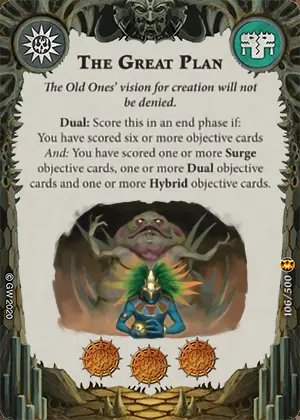 THE GREAT PLAN
The Old Ones' vision for creation will not
be denied.
Dual: Score this in an end phase if:
You have scored six or more objective cards
And: You have scored one or more Surge
objective cards, one or more Dual objective
cards and one or more Hybrid objective cards.
© GW 2020
106/500